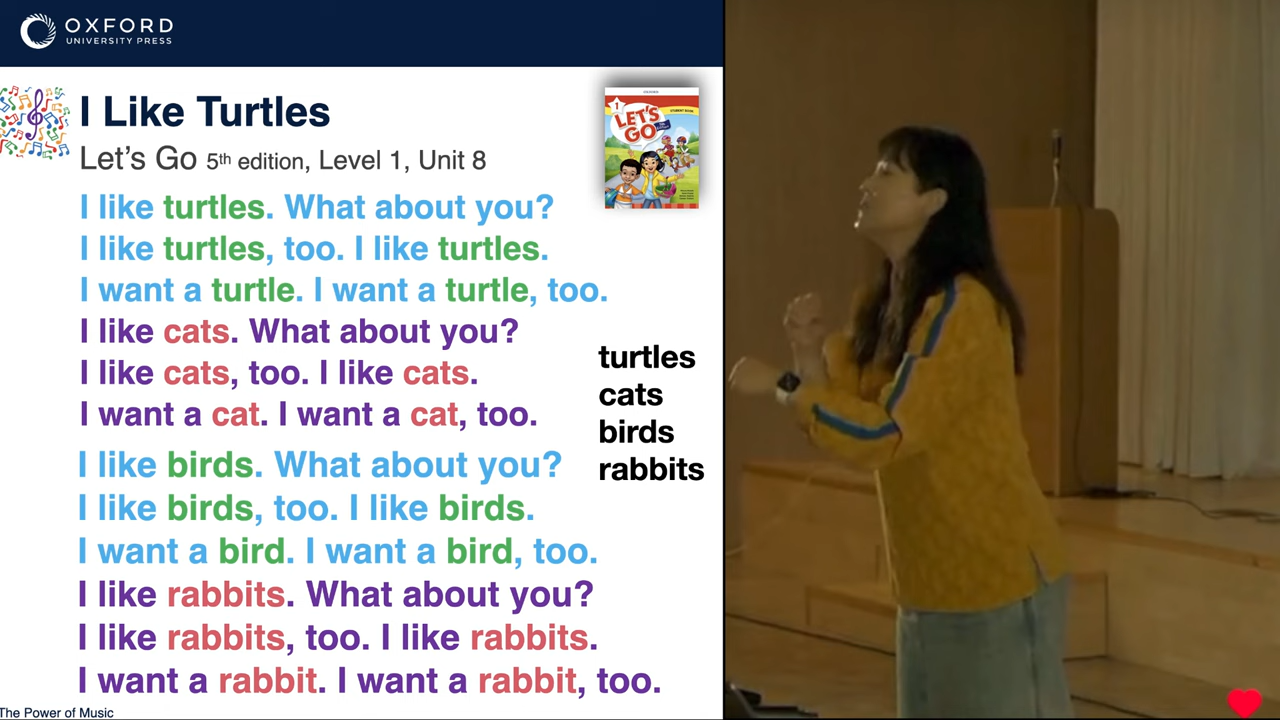 OXFORD
UNIVERSITY PRESS
I Like Turtles
Let's Go 5th edition, Level 1, Unit 8
1
LET'S
GO
I like turtles. What about you?
I like turtles, too. I like turtles.
I want a turtle. I want a turtle, too.
I like cats. What about you?
I like cats, too. I like cats.
I want a cat. I want a cat, too.
I like birds. What about you?
I like birds, too. I like birds.
I want a bird. I want a bird, too.
I like rabbits. What about you?
I like rabbits, too. I like rabbits.
I want a rabbit. I want a rabbit, too.
turtles
cats
birds
rabbits
The Power of Music